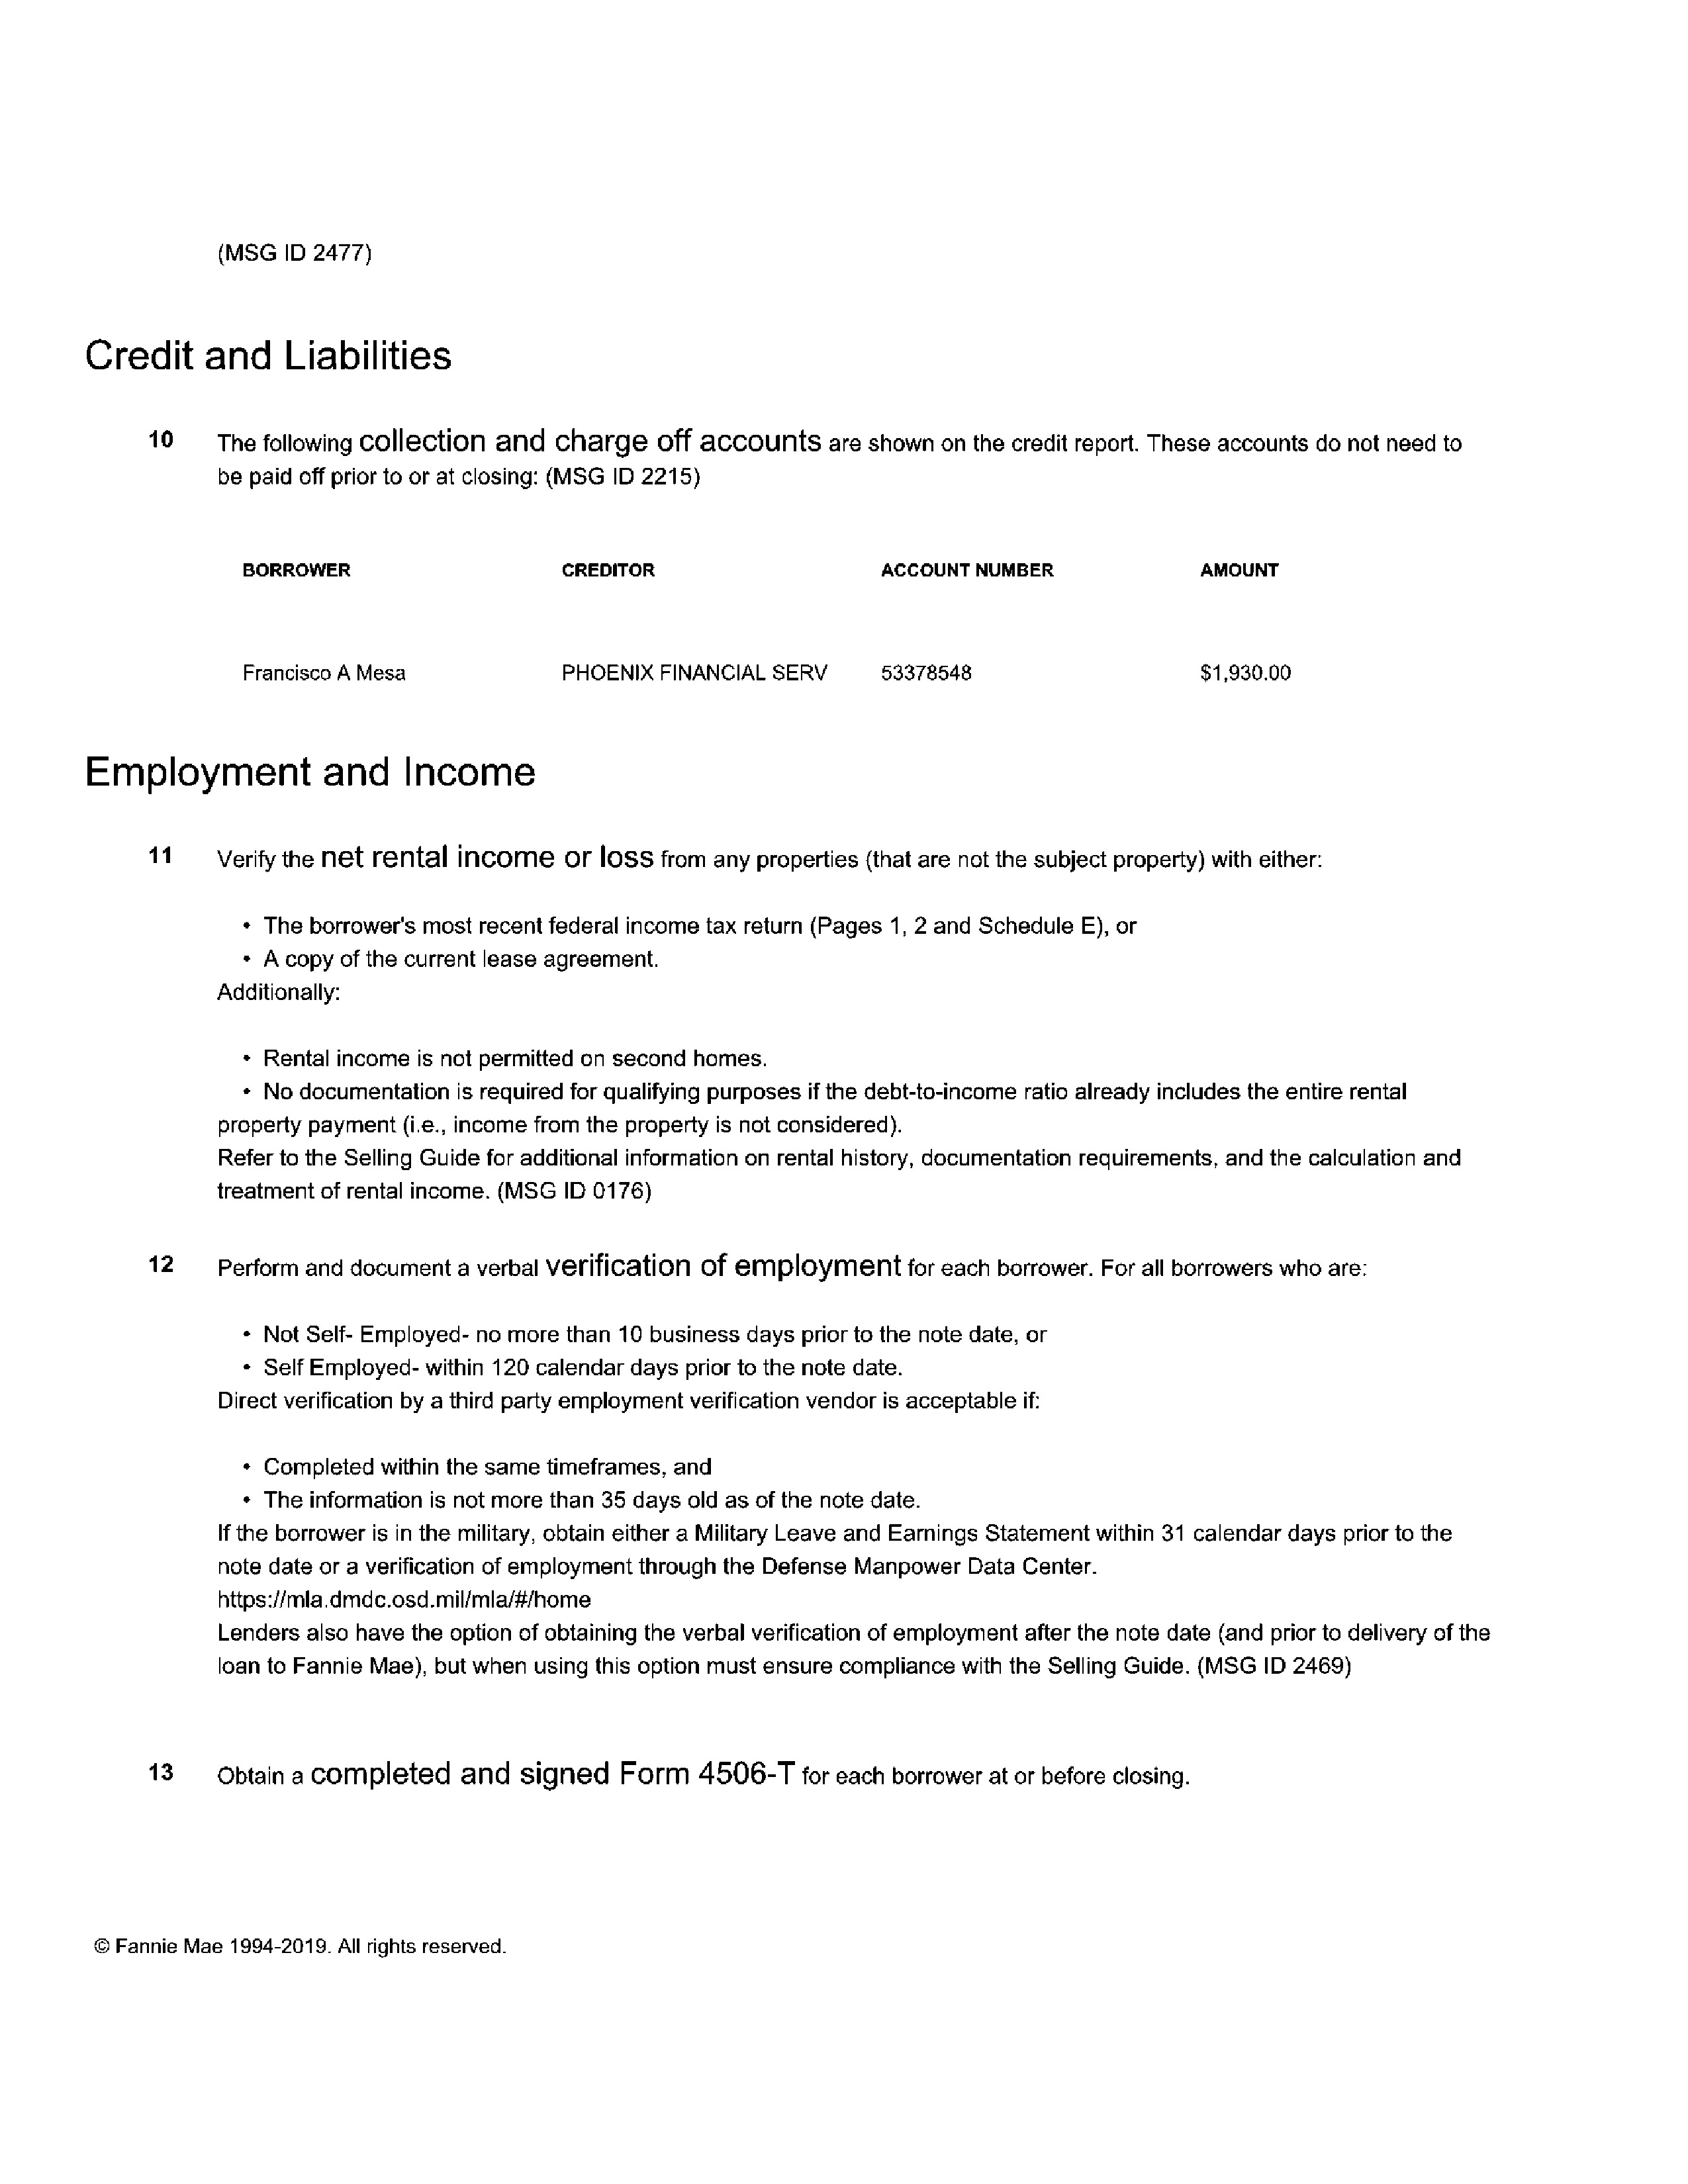 (MSG ID 2477)
Credit and Liabilities
10 The following collection and charge off accounts are shown on the credit report. These accounts do not need to
be paid off prior to or at closing: (MSG ID 2215)
BORROWER CREDITOR ACCOUNT NUMBER AMOUNT
Francisco A Mesa PHOENIX FINANCIAL SERV 53378548 $1,930.00
Employment and Income
11 Verify the net rental income or loss from any properties (that are not the subject property) with either:
• The borrower's most recent federal income tax return (Pages 1, 2 and Schedule E), or
• A copy of the current lease agreement.
Additionally:
• Rental income is not permitted on second homes.
• No documentation is required for qualifying purposes if the debt-to-income ratio already includes the entire rental
property payment (i.e., income from the property is not considered).
Refer to the Selling Guide for additional information on rental history, documentation requirements, and the calculation and
treatment of rental income. (MSG ID 0176)
12 Perform and document a verbal verification of employment for each borrower. For all borrowers who are:
• Not Self- Employed- no more than 10 business days prior to the note date, or
• Self Employed- within 120 calendar days prior to the note date.
Direct verification by a third party employment verification vendor is acceptable if:
• Completed within the same timeframes, and
• The information is not more than 35 days old as of the note date.
If the borrower is in the military, obtain either a Military Leave and Earnings Statement within 31 calendar days prior to the
note date or a verification of employment through the Defense Manpower Data Center.
https://mla.dmdc.osd.mil/mla/#/home
Lenders also have the option of obtaining the verbal verification of employment after the note date (and prior to delivery of the
loan to Fannie Mae), but when using this option must ensure compliance with the Selling Guide. (MSG ID 2469)
13 Obtain a completed and signed Form 4506-T for each borrower at or before closing.
© Fannie Mae 1994-2019. All rights reserved.